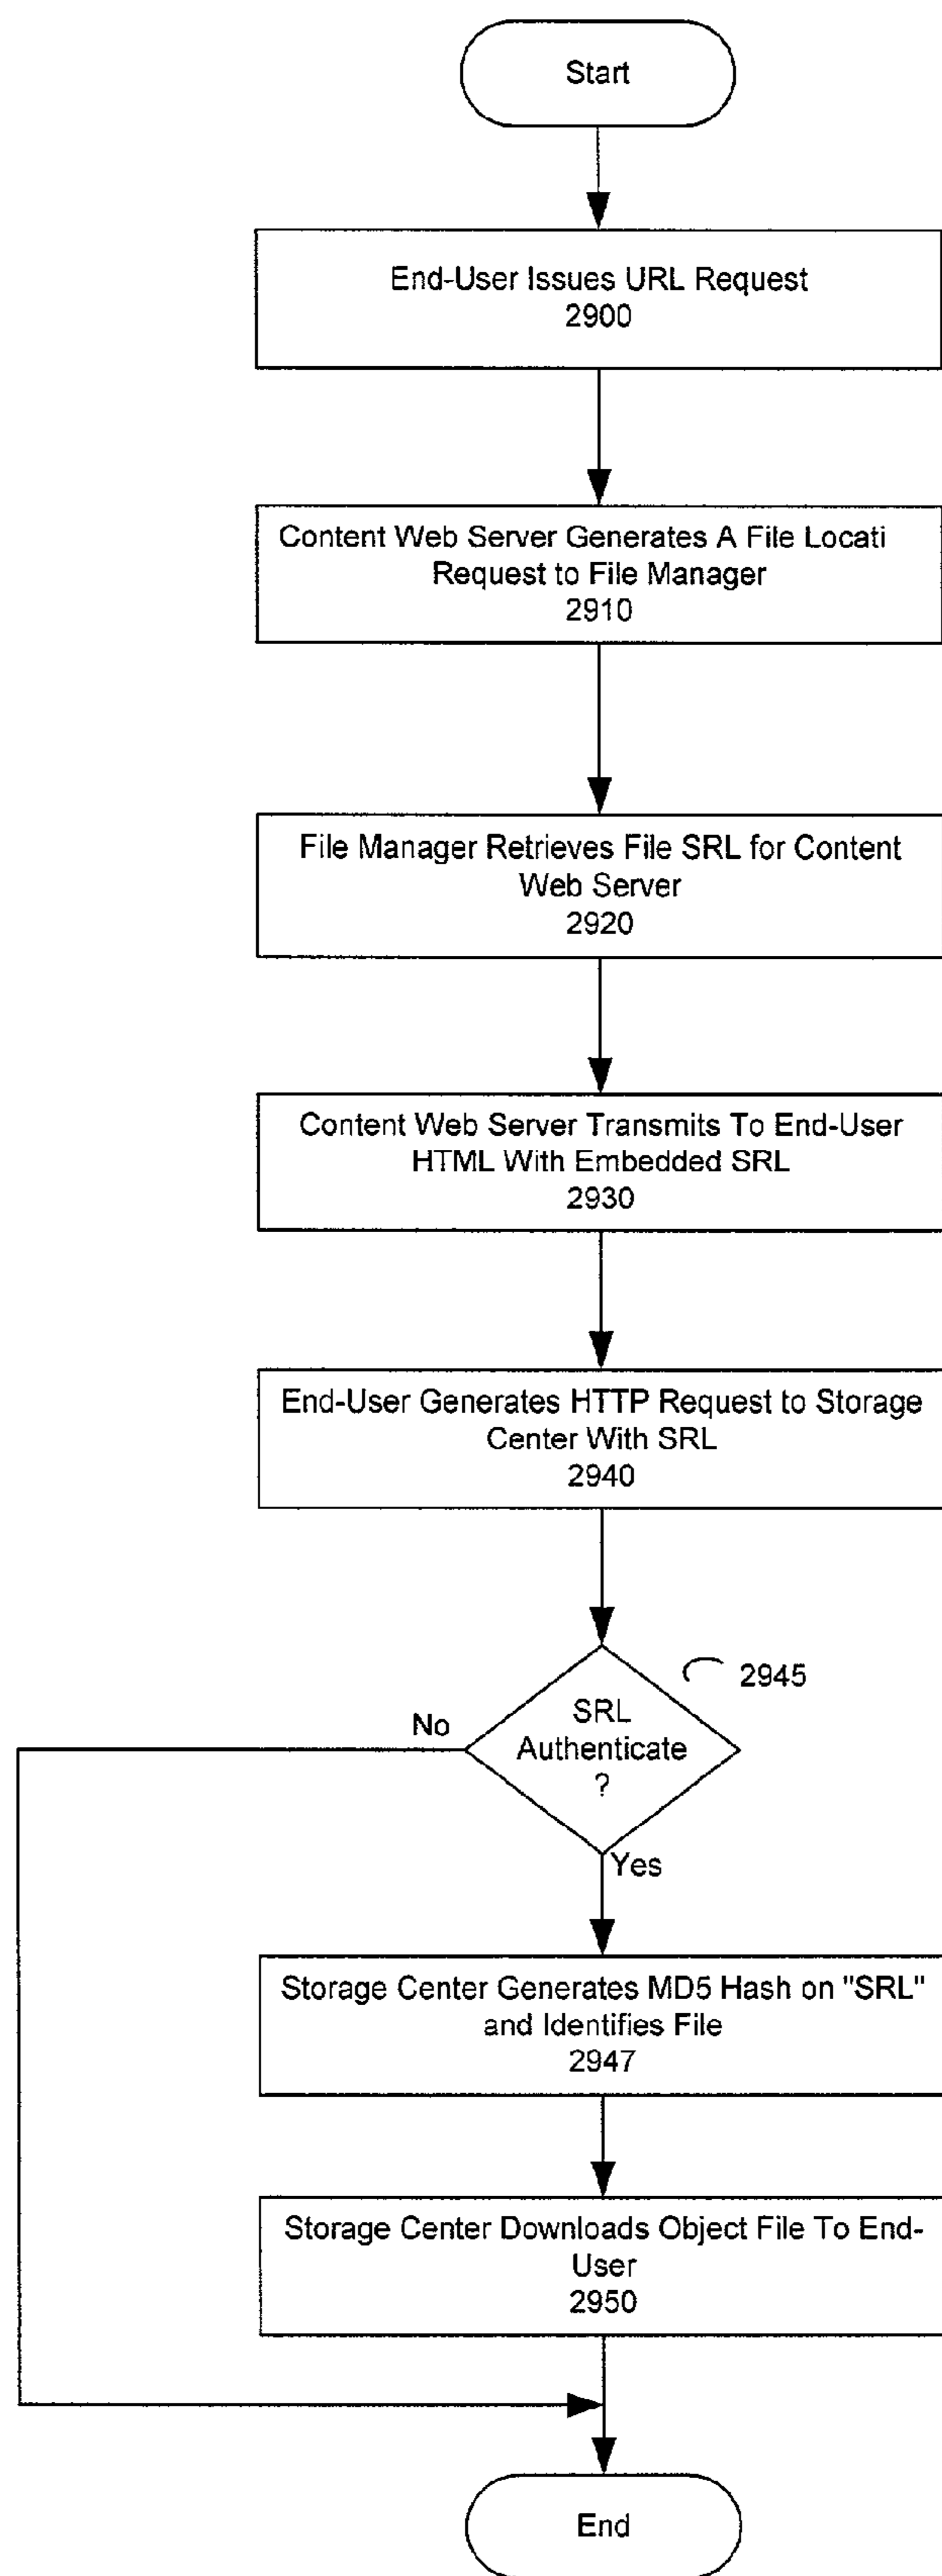 Start
End-User Issues URL Request
2900
Content Web Server Generates A File Locati
Request to File Manager
2910
File Manager Retrieves File SRL for Content
Web Server
2920
Content Web Server Transmits To End-User
HTML With Embedded SRL
2930
End-User Generates HTTP Request to Storage
Center With SRL
2940
2945
SRL
Authenticate
?
No
Yes
Storage Center Generates MD5 Hash on "SRL"
and Identifies File
2947
Storage Center Downloads Object File To End-
User
2950
End